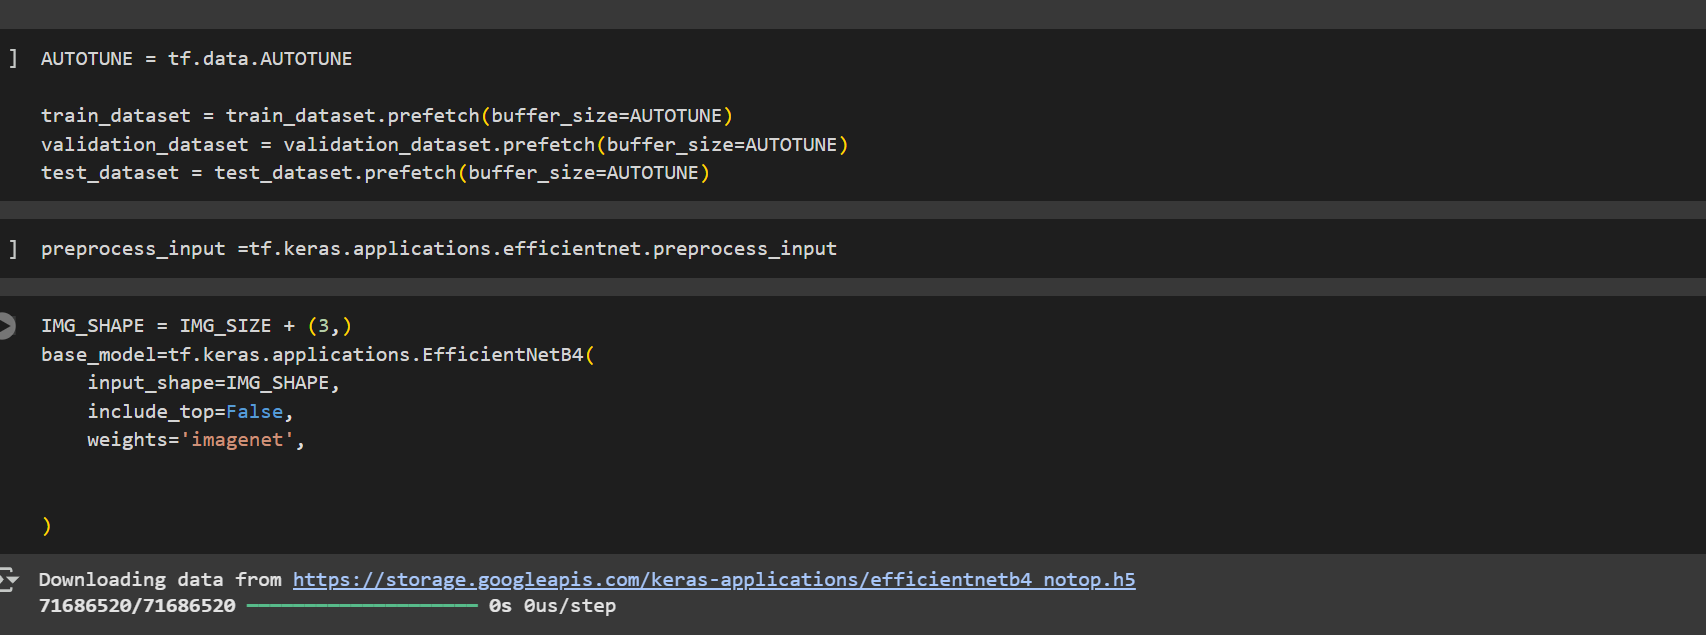 ] AUTOTUNE = tf.data.AUTOTUNE
train_dataset = train_dataset.prefetch(buffer_size=AUTOTUNE)
validation_dataset = validation_dataset.prefetch(buffer_size=AUTOTUNE)
test_dataset = test_dataset.prefetch(buffer_size=AUTOTUNE)
] preprocess_input =tf.keras.applications.efficientnet.preprocess_input
IMG_SHAPE = IMG_SIZE + (3,)
base_model=tf.keras.applications.EfficientNetB4(
    input_shape=IMG_SHAPE,
    include_top=False,
    weights='imagenet',
)
Downloading data from https://storage.googleapis.com/keras-applications/efficientnetb4_notop.h5
71686520/71686520 ━━━━━━━━━━━━━━━━━━━━ 0s 0us/step